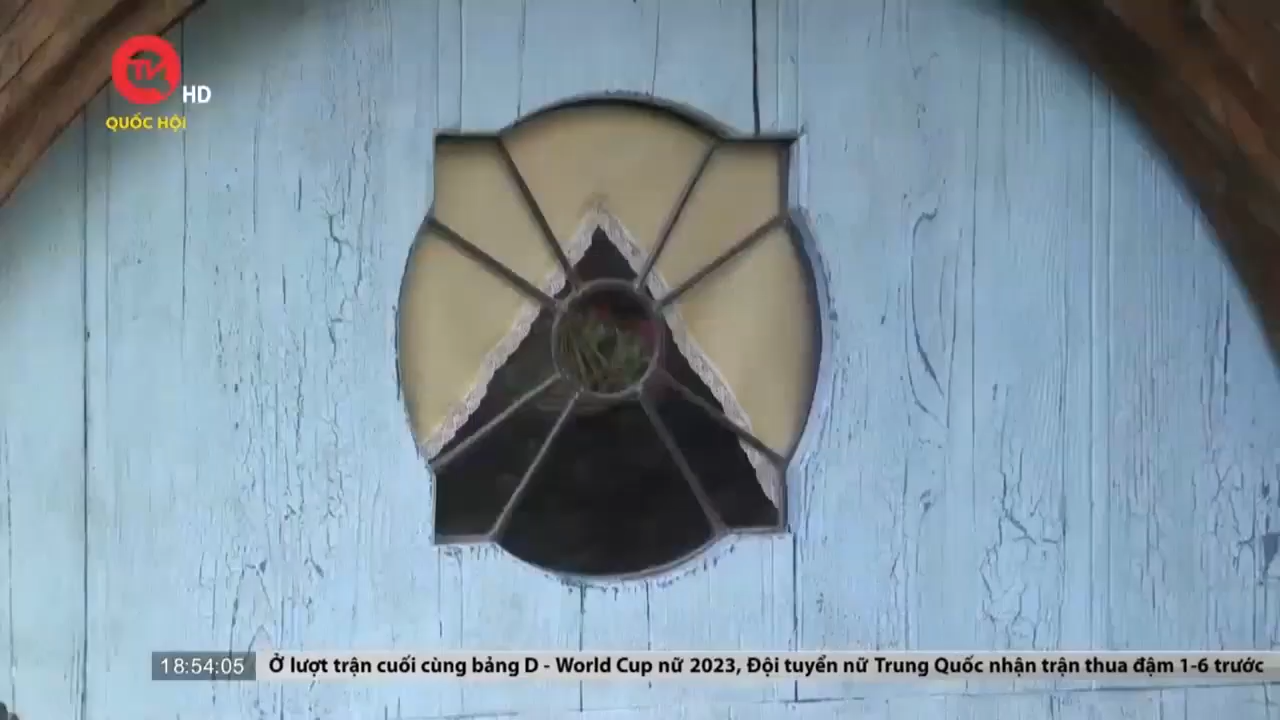 TV
HD
QUỐC HỘI
18:54:05
Ở lượt trận cuối cùng bảng D - World Cup nữ 2023, Đội tuyển nữ Trung Quốc nhận trận thua đậm 1-6 trước